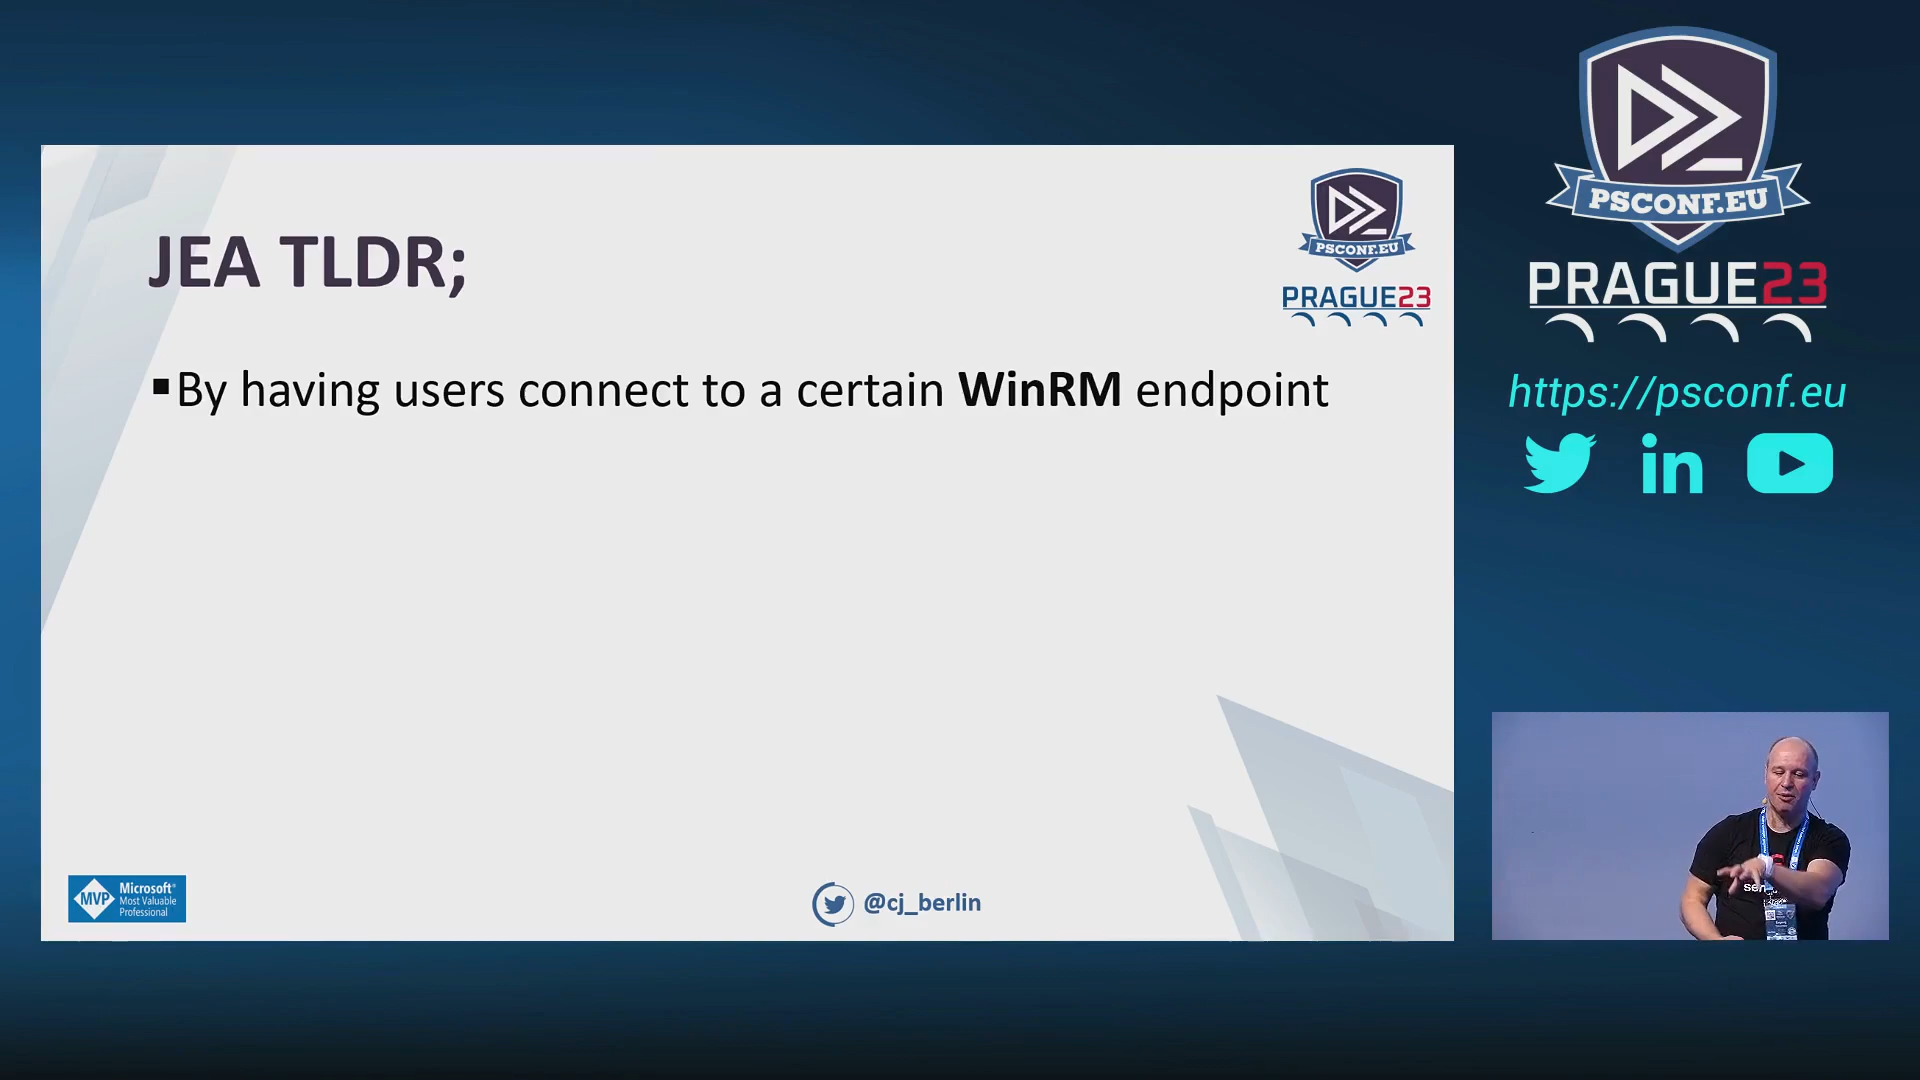 JEA TLDR;
PSCONF.EU
PRAGUE23
▪By having users connect to a certain WinRM endpoint
MVP
Microsoft®
Most Valuable
Professional
@cj_berlin
PSCONF.EU
PRAGUE23
https://psconf.eu
in